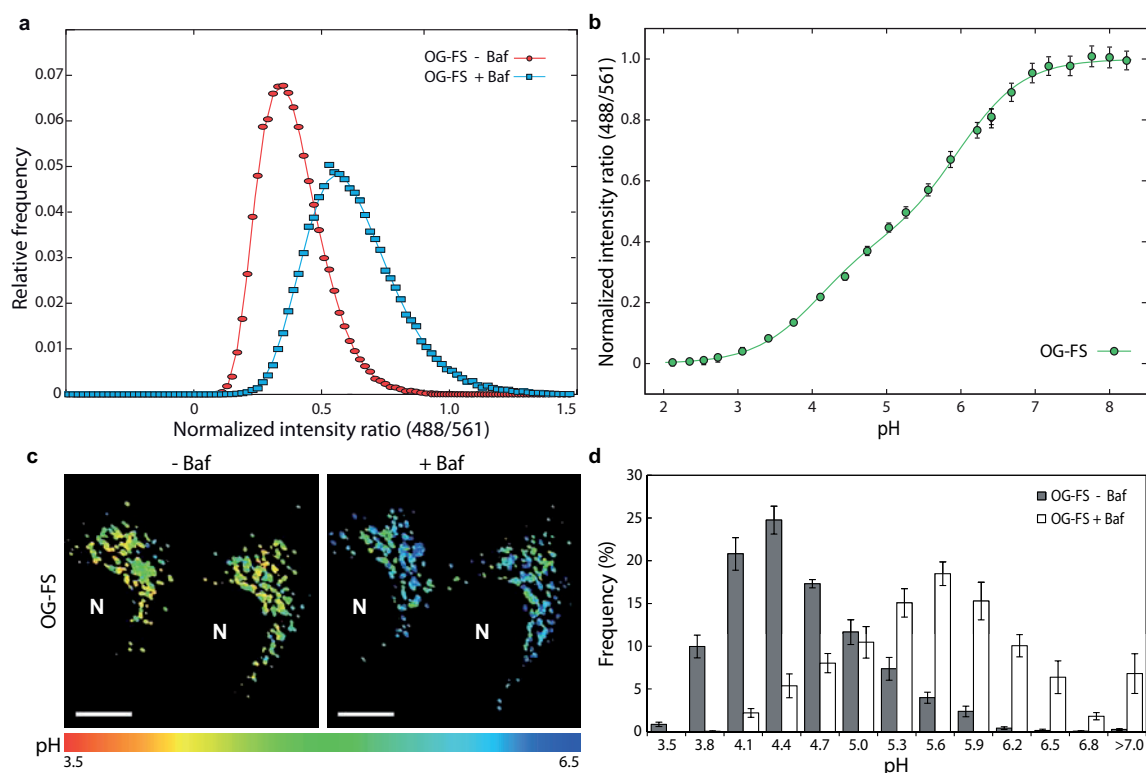 a
OG-FS - Baf
OG-FS + Baf
0.07
0.06
0.05
0.04
0.03
0.02
0.01
0
Relative frequency
0 0.5 1.0 1.5
Normalized intensity ratio (488/561)
b
1.0
0.8
0.6
0.4
0.2
0
Normalized intensity ratio (488/561)
OG-FS
2 3 4 5 6 7 8
pH
c
- Baf + Baf
OG-FS
N N N N
pH
3.5 6.5
d
30
25
20
15
10
5
0
Frequency (%)
OG-FS - Baf
OG-FS + Baf
3.5 3.8 4.1 4.4 4.7 5.0 5.3 5.6 5.9 6.2 6.5 6.8 >7.0
pH